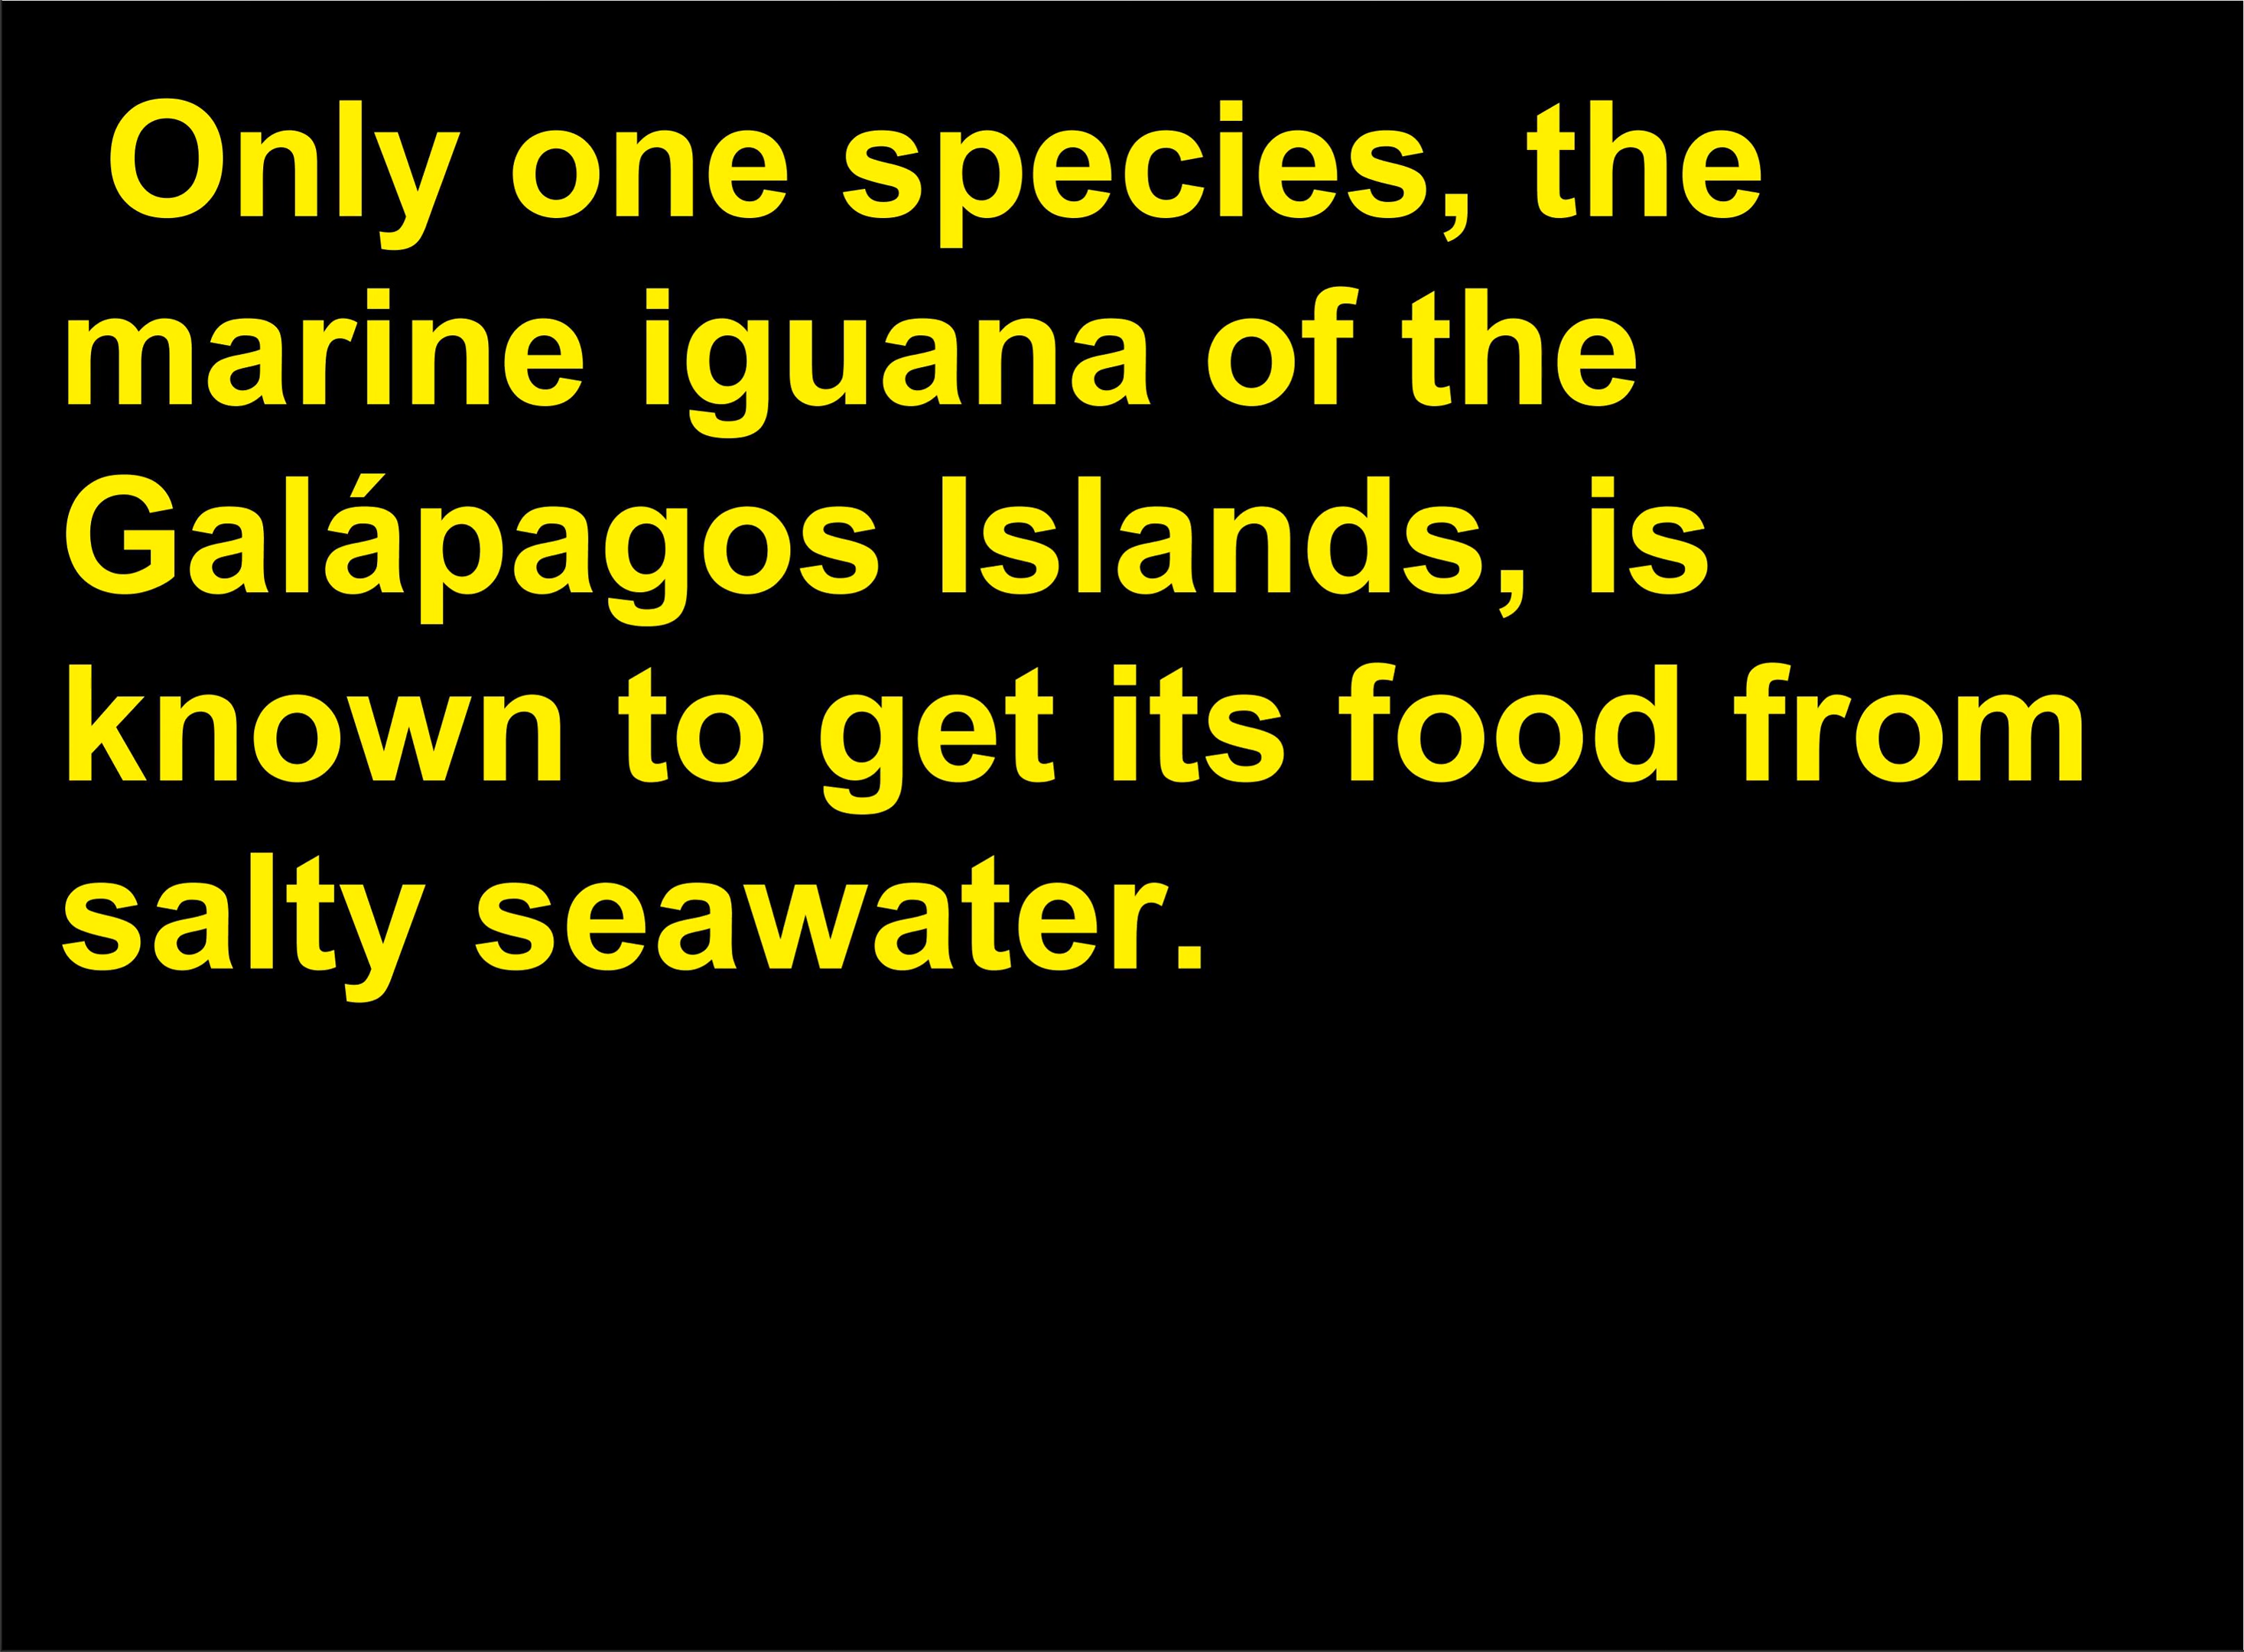 Only one species, the
marine iguana of the
Galápagos Islands, is
known to get its food from
salty seawater.